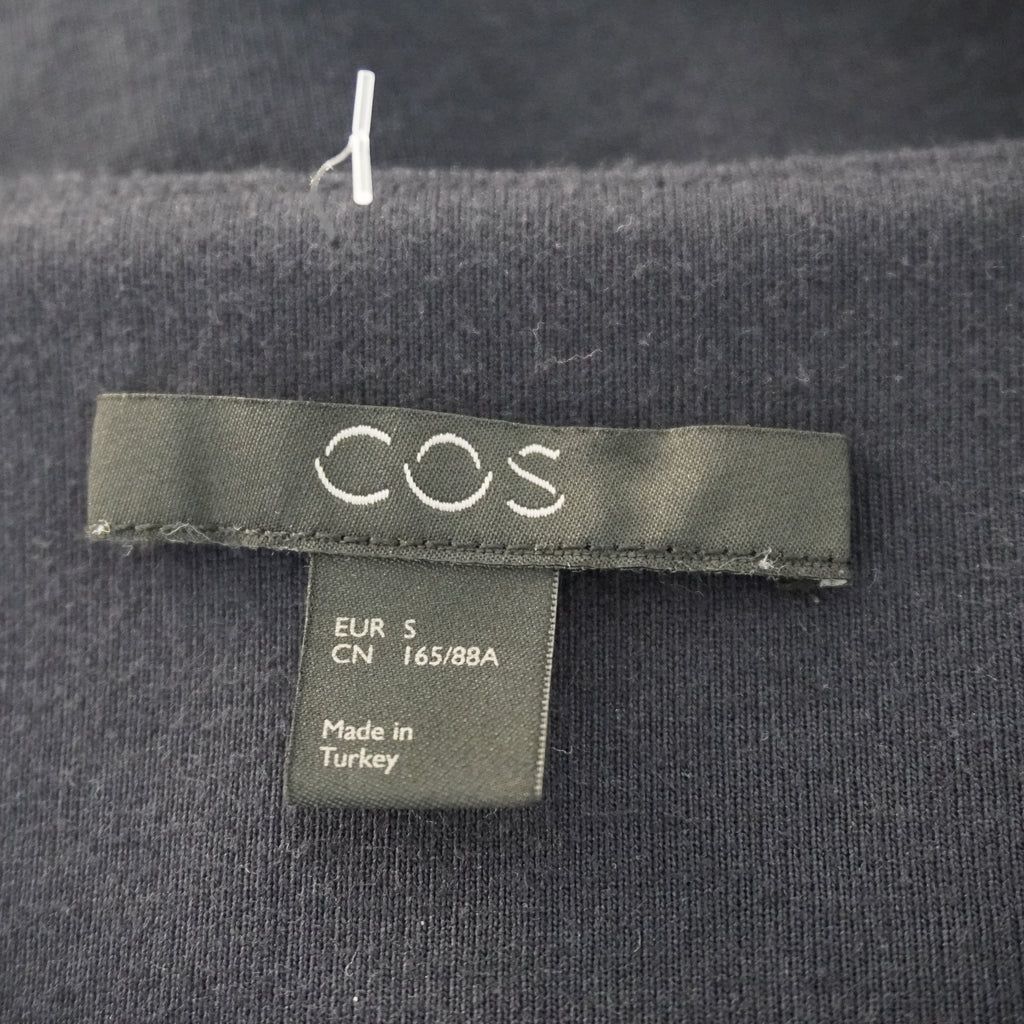 COS
EUR S
CN 165/88A
Made in
Turkey